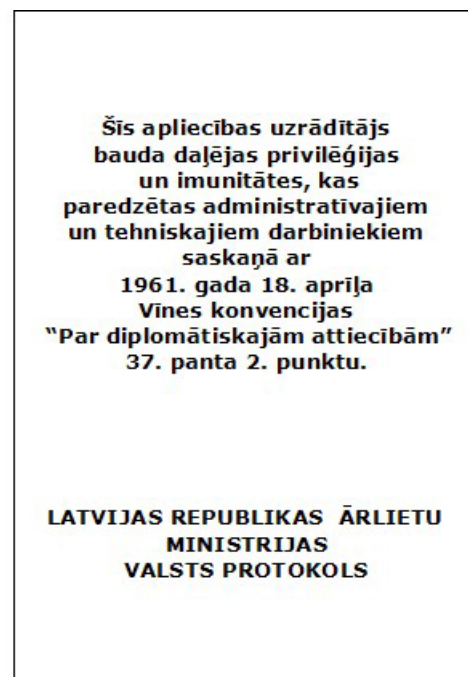 Šīs apliecības uzrādītājs
bauda daļējas privilēģijas
un imunitātes, kas
paredzētas administratīvajiem
un tehniskajiem darbiniekiem
saskaņā ar
1961. gada 18. aprīļa
Vīnes konvencijas
“Par diplomātiskajām attiecībām”
37. panta 2. punktu.
LATVIJAS REPUBLIKAS ĀRLIETU
MINISTRIJAS
VALSTS PROTOKOLS